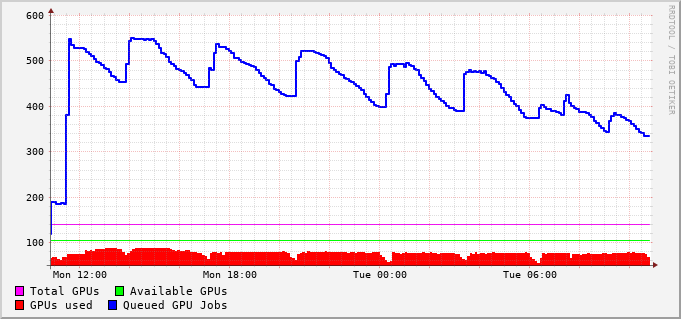 600
500
400
300
200
100
Mon 12:00 Mon 18:00 Tue 00:00 Tue 06:00
Total GPUs Available GPUs
GPUs used Queued GPU Jobs
RRDTOOL / TOBI OETIKER